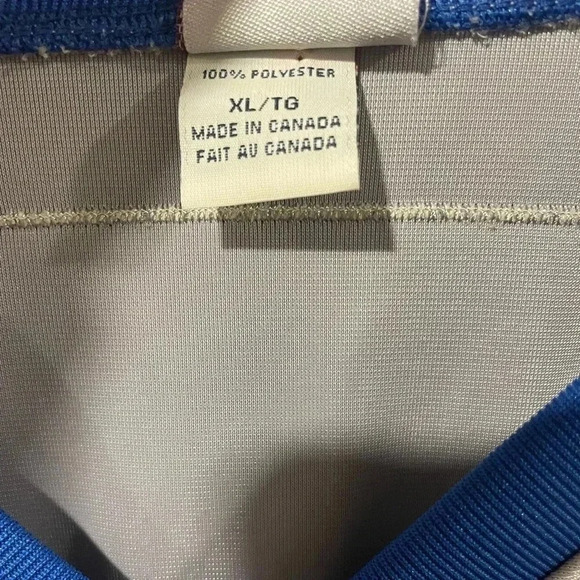 100% POLYESTER
XL/TG
MADE IN CANADA
FAIT AU CANADA